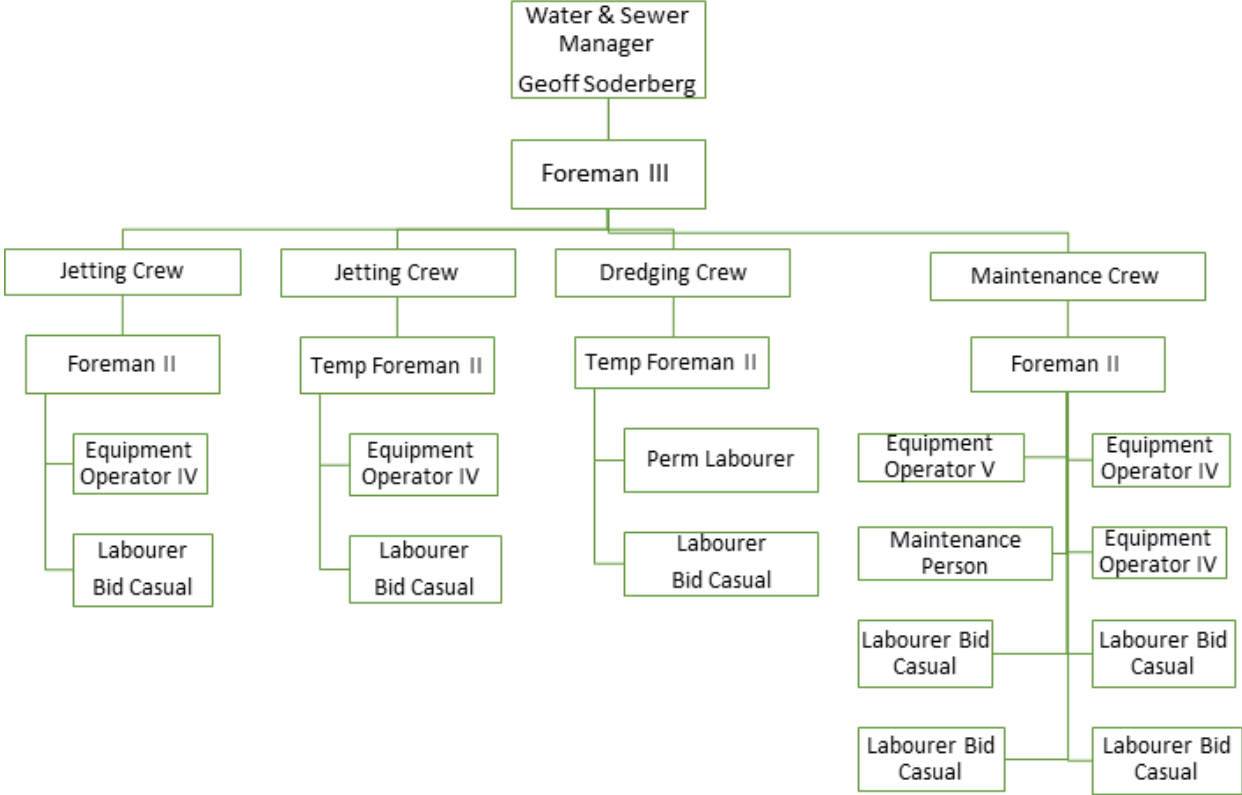 Water & Sewer
Manager
Geoff Soderberg
Foreman III
Jetting Crew
Jetting Crew
Dredging Crew
Maintenance Crew
Foreman II
Temp Foreman II
Temp Foreman II
Foreman II
Equipment
Operator IV
Equipment
Operator IV
Perm Labourer
Equipment
Operator V
Equipment
Operator IV
Labourer
Bid Casual
Labourer
Bid Casual
Labourer
Bid Casual
Maintenance
Person
Equipment
Operator IV
Labourer Bid
Casual
Labourer Bid
Casual
Labourer Bid
Casual
Labourer Bid
Casual